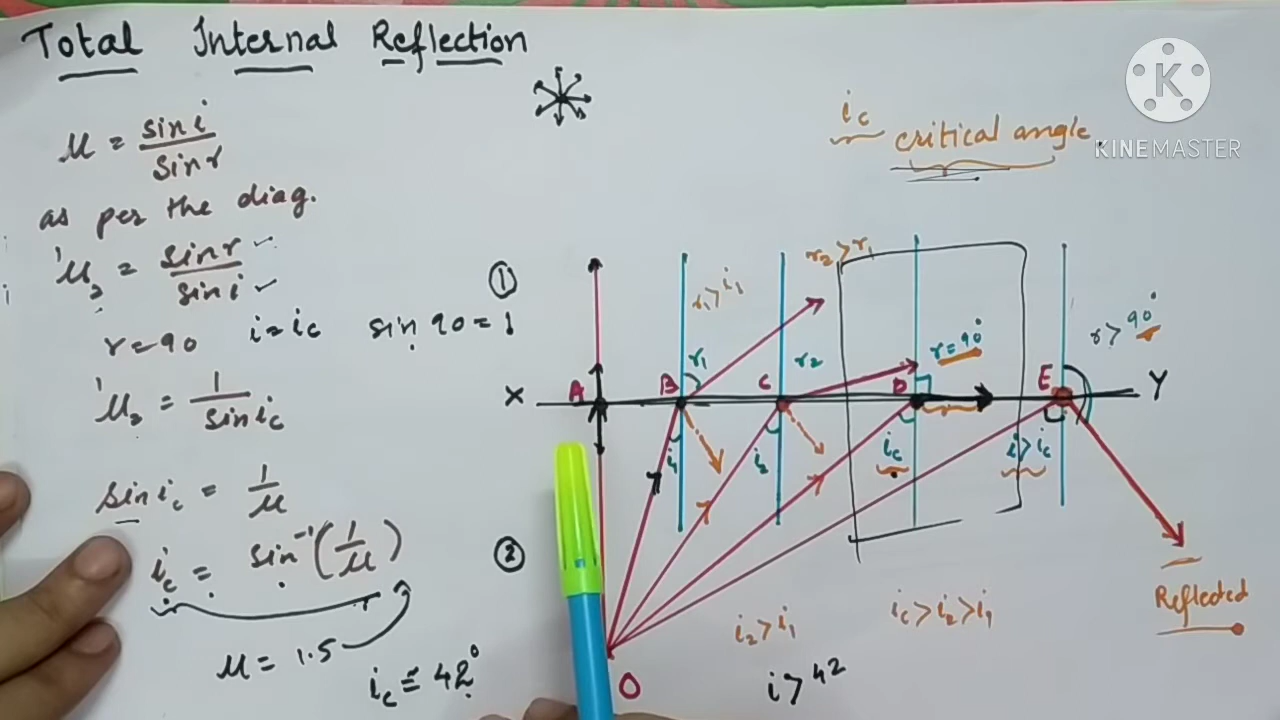 Total Internal Reflection
ic
critical angle.
K
KINEMASTER
μ = sin i / sin r
as per the diag.
¹μ₂ = sin r / sin i
r = 90 i = ic sin 90 = 1
¹μ₂ = 1 / sin ic
sin ic = 1/μ
ic = sin⁻¹(1/μ)
μ = 1.5
ic = 42°
①
②
r₁ > i₁
r₂ > r₁
r₁
r₂
r = 90°
r > 90°
X A B C D E Y
i₁
i₂
ic
i > ic
Reflected
i₂ > i₁
ic > i₂ > i₁
O
i > 42